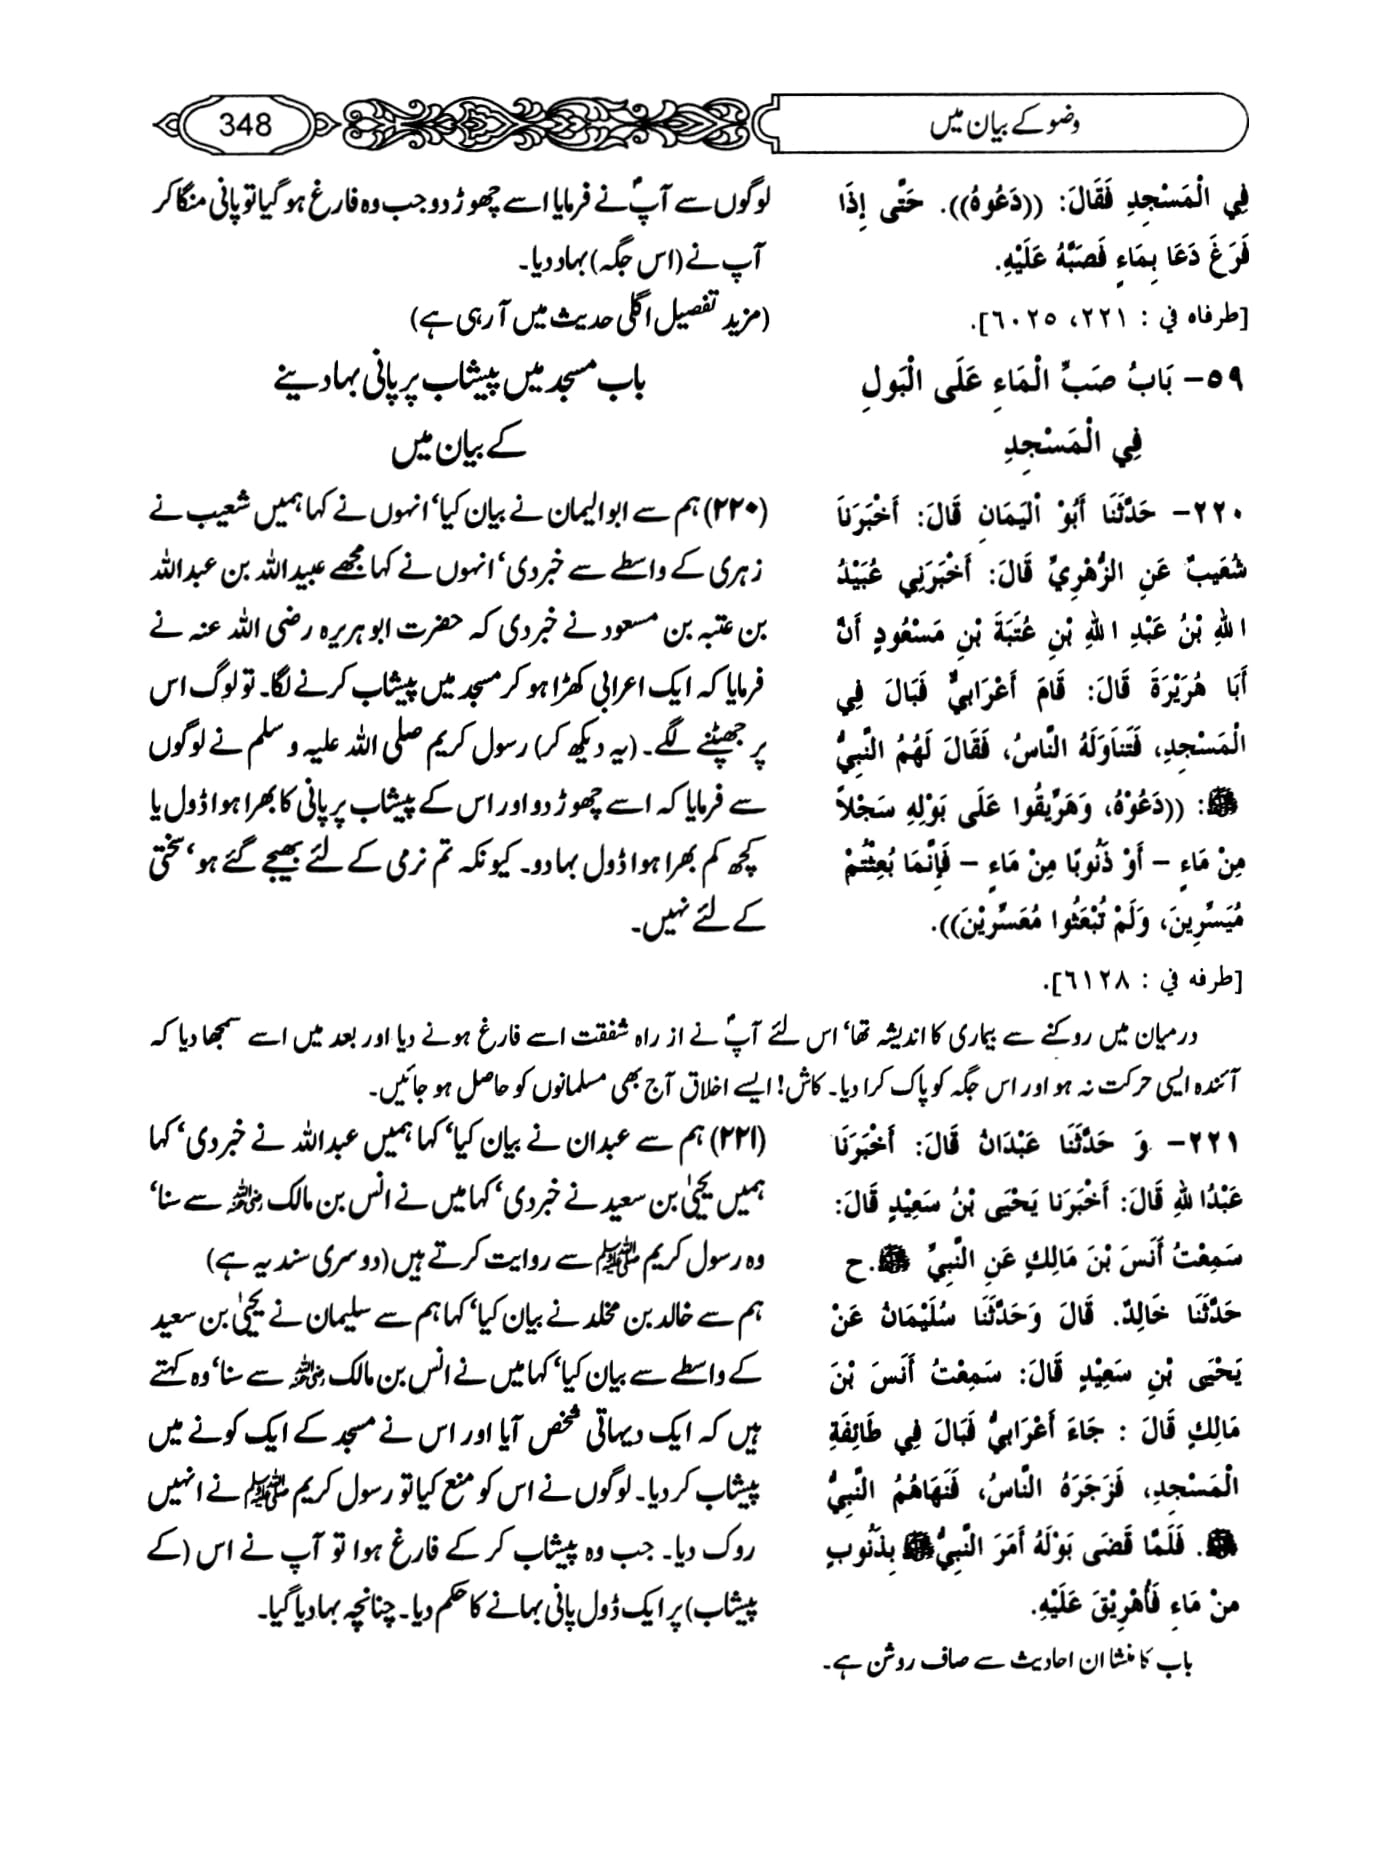 وضو کے بیان میں
348
فِي الْمَسْجِدِ فَقَالَ: ((دَعُوهُ)). حَتَّى إِذَا
فَرَغَ دَعَا بِمَاءٍ فَصَبَّهُ عَلَيْهِ.
[طرفاه في : ٢٢١، ٦٠٢٥].
٥٩- بَابُ صَبِّ الْمَاءِ عَلَى الْبَولِ
فِي الْمَسْجِدِ
٢٢٠- حَدَّثَنَا أَبُوْ الْيَمَانِ قَالَ: أَخْبَرَنَا
شُعَيبٌ عَنِ الزُّهْرِيِّ قَالَ: أَخْبَرَنِي عُبَيْدُ
اللهِ بْنُ عَبْدِ اللهِ بْنِ عُتَبَةَ بْنِ مَسْعُودٍ أَنَّ
أَبَا هُرَيْرَةَ قَالَ: قَامَ أَعْرَابيٌّ فَبَالَ فِي
الْمَسْجِدِ، فَتَنَاوَلَهُ النَّاسُ، فَقَالَ لَهُمُ النَّبِيُّ
ﷺ: ((دَعُوْهُ، وَهَرِيقُوا عَلَى بَوْلِهِ سَجْلاً
مِنْ مَاءٍ – أَوْ ذَنُوبًا مِنْ مَاءٍ – فَإِنَّمَا بُعِثْتُمْ
مُيَسِّرِينَ، وَلَمْ تُبْعَثُوا مُعَسِّرِيْنَ)).
[طرفه في : ٦١٢٨].
لوگوں سے آپؐ نے فرمایا اسے چھوڑ دو جب وہ فارغ ہو گیا تو پانی منگا کر
آپ نے (اس جگہ) بہا دیا۔
(مزید تفصیل اگلی حدیث میں آ رہی ہے)
باب مسجد میں پیشاب پر پانی بہا دینے
کے بیان میں
(۲۲۰) ہم سے ابوالیمان نے بیان کیا‘ انہوں نے کہا ہمیں شعیب نے
زہری کے واسطے سے خبر دی‘ انہوں نے کہا مجھے عبیداللہ بن عبداللہ
بن عتبہ بن مسعود نے خبر دی کہ حضرت ابو ہریرہ رضی اللہ عنہ نے
فرمایا کہ ایک اعرابی کھڑا ہو کر مسجد میں پیشاب کرنے لگا۔ تو لوگ اس
پر جھپٹنے لگے۔ (یہ دیکھ کر) رسول کریم صلی اللہ علیہ و سلم نے لوگوں
سے فرمایا کہ اسے چھوڑ دو اور اس کے پیشاب پر پانی کا بھرا ہوا ڈول یا
کچھ کم بھرا ہوا ڈول بہا دو۔ کیونکہ تم نرمی کے لئے بھیجے گئے ہو‘ سختی
کے لئے نہیں۔
درمیان میں روکنے سے بیماری کا اندیشہ تھا‘ اس لئے آپؐ نے از راہ شفقت اسے فارغ ہونے دیا اور بعد میں اسے سمجھا دیا کہ
آئندہ ایسی حرکت نہ ہو اور اس جگہ کو پاک کرا دیا۔ کاش! ایسے اخلاق آج بھی مسلمانوں کو حاصل ہو جائیں۔
٢٢١- وَ حَدَّثَنَا عَبْدَانُ قَالَ: أَخْبَرَنَا
عَبْدُاللهِ قَالَ: أَخْبَرَنا يَحْيَى بْنُ سَعِيْدٍ قَالَ:
سَمِعْتُ أَنَسَ بْنَ مَالِكٍ عَنِ النَّبِيِّ ﷺ. ح
حَدَّثَنَا خَالِدٌ. قَالَ وَحَدَّثَنَا سُلَيْمَانُ عَنْ
يَحْيَى بْنِ سَعِيْدٍ قَالَ: سَمِعْتُ أَنَسَ بْنَ
مَالِكٍ قَالَ : جَاءَ أَعْرَابيٌّ فَبَالَ فِي طَائِفَةِ
الْمَسْجِدِ، فَزَجَرَهُ النَّاسُ، فَنَهَاهُمُ النَّبِيُّ
ﷺ. فَلَمَّا قَضَى بَوْلَهُ أَمَرَ النَّبِيُّ ﷺ بِذَنُوبٍ
مِنْ مَاءٍ فَأُهْرِيْقَ عَلَيْهِ.
(۲۲۱) ہم سے عبدان نے بیان کیا‘ کہا ہمیں عبداللہ نے خبر دی‘ کہا
ہمیں یحییٰ بن سعید نے خبر دی‘ کہا میں نے انس بن مالک رضی اللہ عنہ سے سنا‘
وہ رسول کریم ﷺ سے روایت کرتے ہیں (دوسری سند یہ ہے)
ہم سے خالد بن مخلد نے بیان کیا‘ کہا ہم سے سلیمان نے یحییٰ بن سعید
کے واسطے سے بیان کیا‘ کہا میں نے انس بن مالک رضی اللہ عنہ سے سنا‘ وہ کہتے
ہیں کہ ایک دیہاتی شخص آیا اور اس نے مسجد کے ایک کونے میں
پیشاب کر دیا۔ لوگوں نے اس کو منع کیا تو رسول کریم ﷺ نے انہیں
روک دیا۔ جب وہ پیشاب کر کے فارغ ہوا تو آپ نے اس (کے
پیشاب) پر ایک ڈول پانی بہانے کا حکم دیا۔ چنانچہ بہا دیا گیا۔
باب کا منشا ان احادیث سے صاف روشن ہے۔